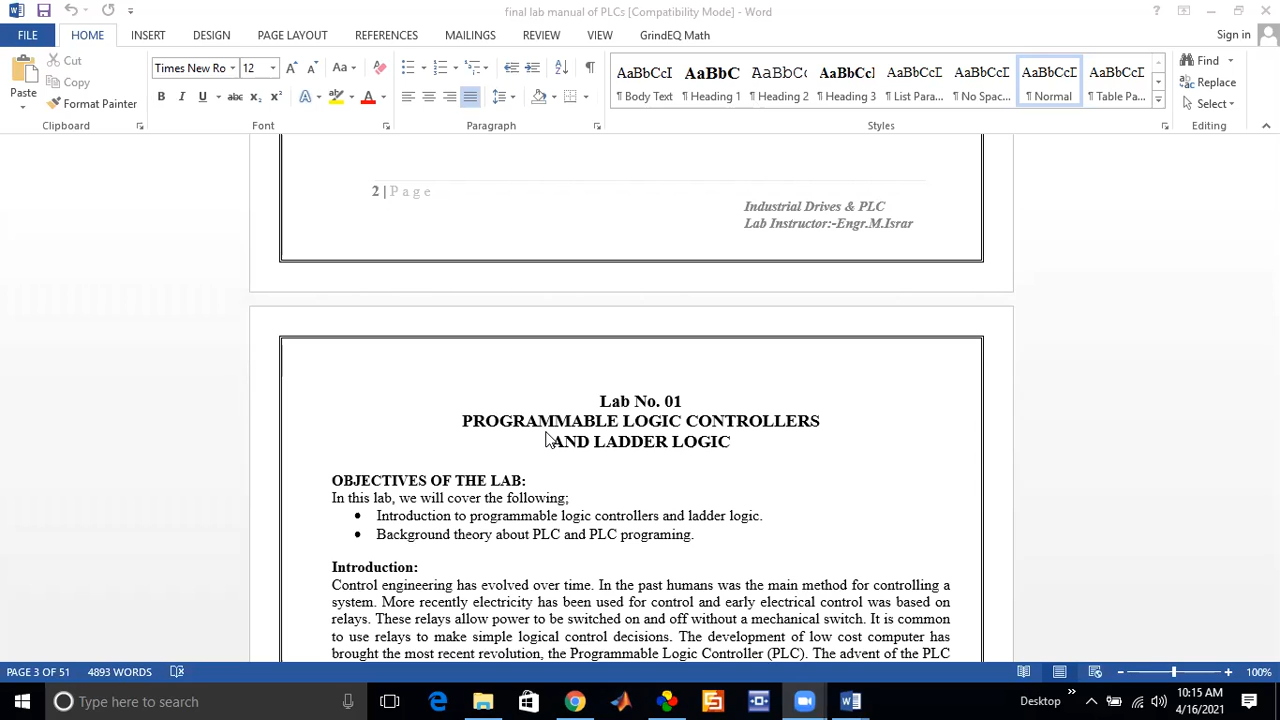 final lab manual of PLCs [Compatibility Mode] - Word
FILE HOME INSERT DESIGN PAGE LAYOUT REFERENCES MAILINGS REVIEW VIEW GrindEQ Math Sign in
Paste
Cut
Copy
Format Painter
Clipboard
Times New Ro 12
Font
Paragraph
AaBbCcI AaBbC AaBbCc AaBbCcl AaBbCcD AaBbCcD AaBbCcD AaBbCcD
¶ Body Text ¶ Heading 1 ¶ Heading 2 ¶ Heading 3 ¶ List Para... ¶ No Spac... ¶ Normal ¶ Table Pa...
Styles
Find
Replace
Select
Editing
2 | P a g e
Industrial Drives & PLC
Lab Instructor:-Engr.M.Israr
Lab No. 01
PROGRAMMABLE LOGIC CONTROLLERS
AND LADDER LOGIC
OBJECTIVES OF THE LAB:
In this lab, we will cover the following;
• Introduction to programmable logic controllers and ladder logic.
• Background theory about PLC and PLC programing.
Introduction:
Control engineering has evolved over time. In the past humans was the main method for controlling a
system. More recently electricity has been used for control and early electrical control was based on
relays. These relays allow power to be switched on and off without a mechanical switch. It is common
to use relays to make simple logical control decisions. The development of low cost computer has
brought the most recent revolution, the Programmable Logic Controller (PLC). The advent of the PLC
PAGE 3 OF 51 4893 WORDS 100%
Type here to search
Desktop
10:15 AM
4/16/2021